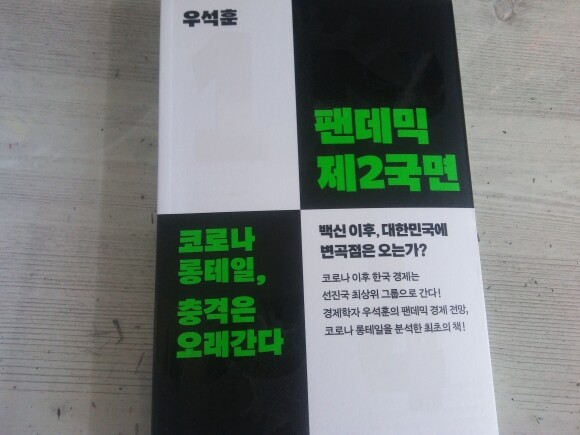 우석훈
팬데믹
제2국면
코로나
롱테일,
충격은
오래간다
백신 이후, 대한민국에
변곡점은 오는가?
코로나 이후 한국 경제는
선진국 최상위 그룹으로 간다!
경제학자 우석훈의 팬데믹 경제 전망,
코로나 롱테일을 분석한 최초의 책!